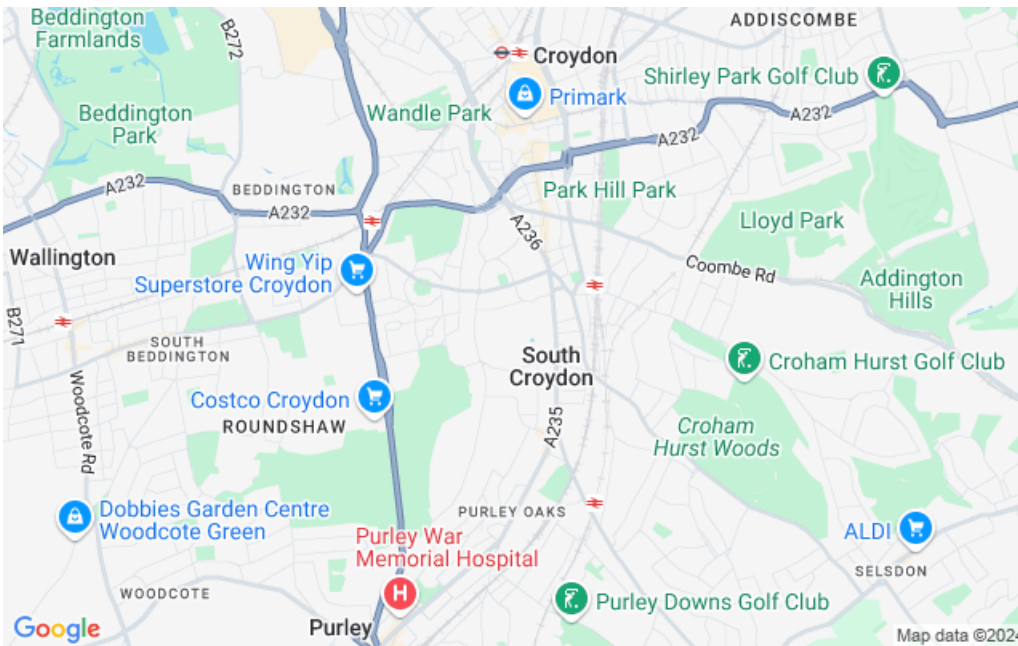 Beddington
Farmlands
B272
ADDISCOMBE
Croydon
Shirley Park Golf Club
Primark
Beddington
Park
Wandle Park
A232
A232
A232
BEDDINGTON
A232
Park Hill Park
Lloyd Park
A236
Wallington
Wing Yip
Superstore Croydon
Coombe Rd
Addington
Hills
B271
SOUTH
BEDDINGTON
South
Croydon
Croham Hurst Golf Club
Costco Croydon
ROUNDSHAW
Woodcote Rd
A235
Croham
Hurst Woods
Dobbies Garden Centre
Woodcote Green
PURLEY OAKS
Purley War
Memorial Hospital
H
ALDI
SELSDON
WOODCOTE
Purley Downs Golf Club
Google
Purley
Map data ©2024